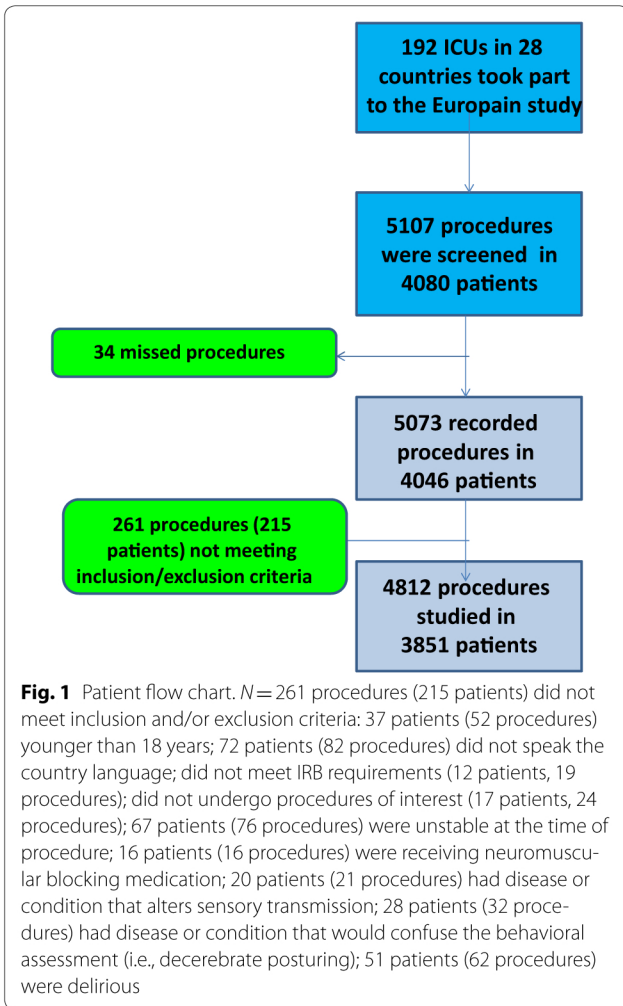 192 ICUs in 28
countries took part
to the Europain study
5107 procedures
were screened in
4080 patients
34 missed procedures
5073 recorded
procedures in
4046 patients
261 procedures (215
patients) not meeting
inclusion/exclusion criteria
4812 procedures
studied in
3851 patients
Fig. 1 Patient flow chart. N = 261 procedures (215 patients) did not
meet inclusion and/or exclusion criteria: 37 patients (52 procedures)
younger than 18 years; 72 patients (82 procedures) did not speak the
country language; did not meet IRB requirements (12 patients, 19
procedures); did not undergo procedures of interest (17 patients, 24
procedures); 67 patients (76 procedures) were unstable at the time of
procedure; 16 patients (16 procedures) were receiving neuromuscu-
lar blocking medication; 20 patients (21 procedures) had disease or
condition that alters sensory transmission; 28 patients (32 proce-
dures) had disease or condition that would confuse the behavioral
assessment (i.e., decerebrate posturing); 51 patients (62 procedures)
were delirious